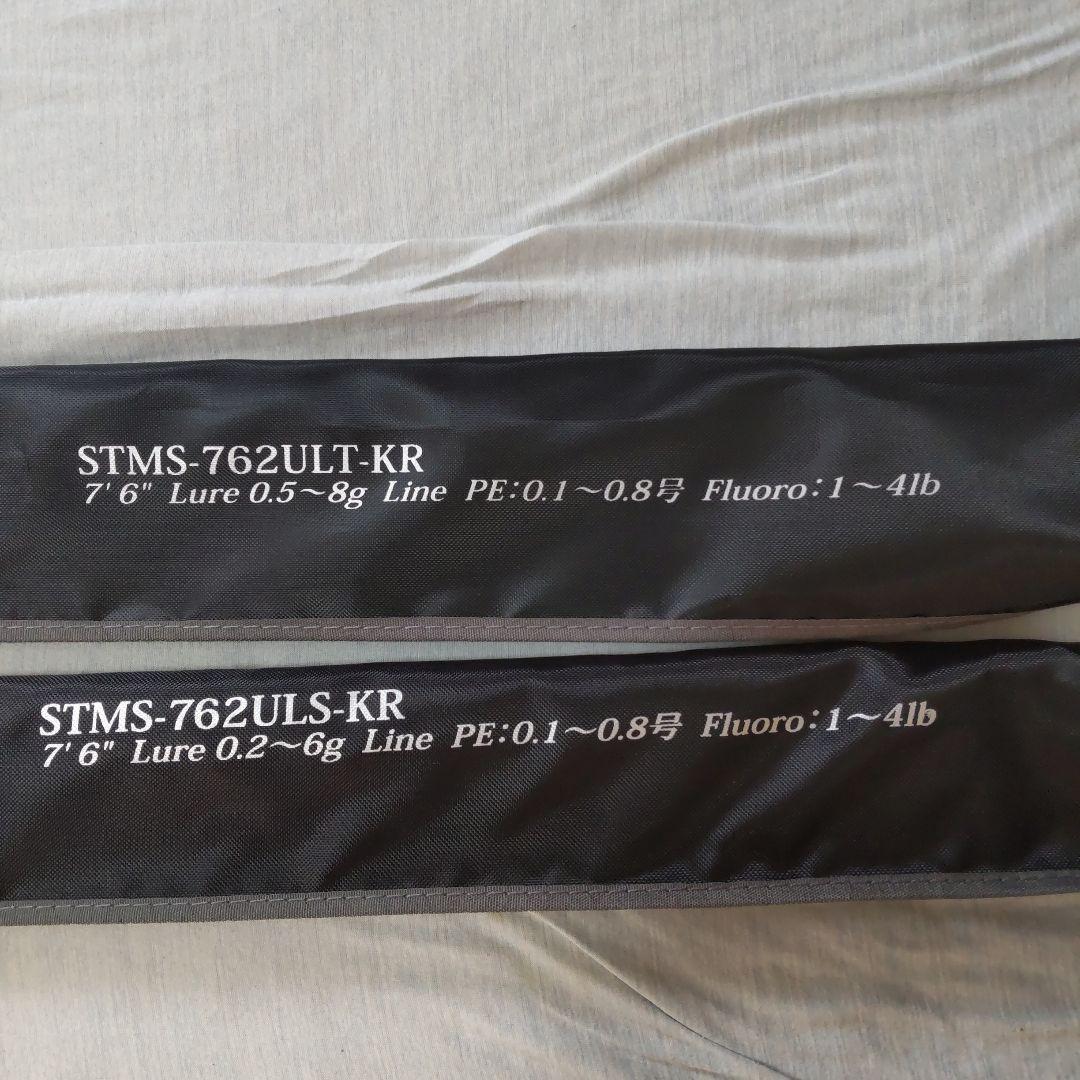 STMS-762ULT-KR
7' 6" Lure 0.5～8g Line PE:0.1～0.8号 Fluoro:1～4lb
STMS-762ULS-KR
7' 6" Lure 0.2～6g Line PE:0.1～0.8号 Fluoro:1～4lb